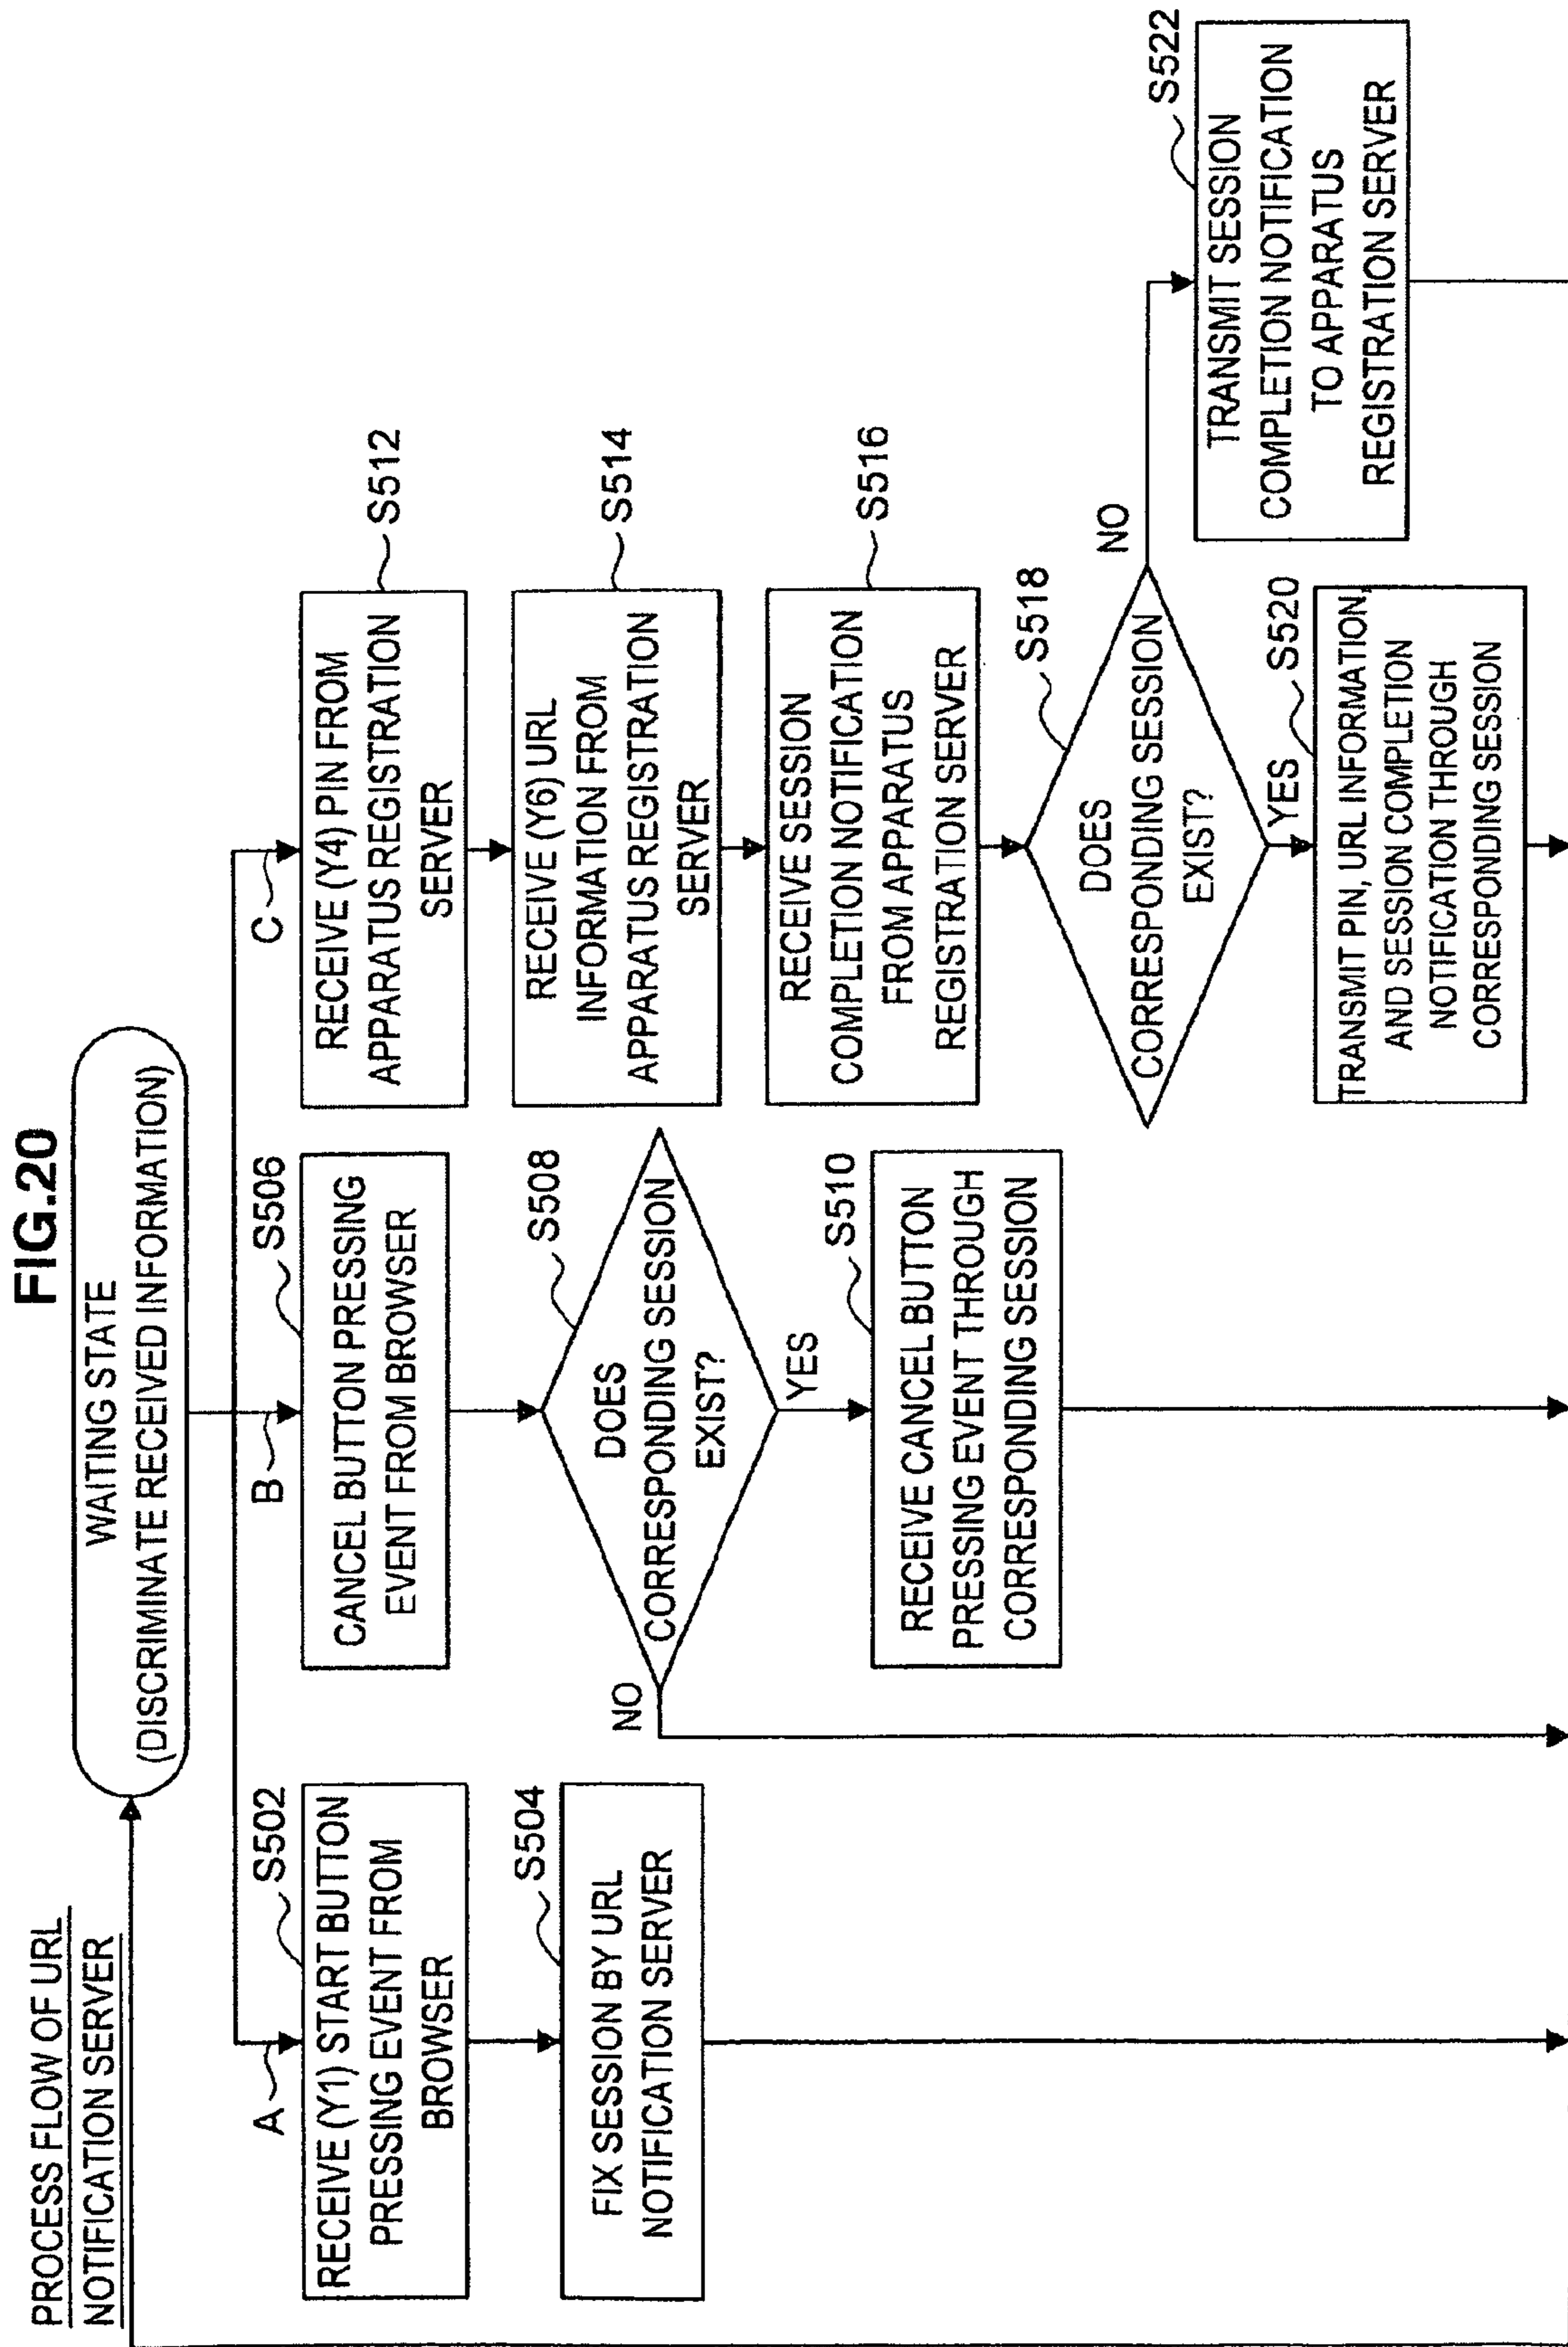 FIG.20
PROCESS FLOW OF URL
NOTIFICATION SERVER
WAITING STATE
(DISCRIMINATE RECEIVED INFORMATION)
A
S502
RECEIVE (Y1) START BUTTON
PRESSING EVENT FROM
BROWSER
S504
FIX SESSION BY URL
NOTIFICATION SERVER
B
S506
CANCEL BUTTON PRESSING
EVENT FROM BROWSER
S508
DOES
CORRESPONDING SESSION
EXIST?
NO
YES
S510
RECEIVE CANCEL BUTTON
PRESSING EVENT THROUGH
CORRESPONDING SESSION
C
S512
RECEIVE (Y4) PIN FROM
APPARATUS REGISTRATION
SERVER
S514
RECEIVE (Y6) URL
INFORMATION FROM
APPARATUS REGISTRATION
SERVER
S516
RECEIVE SESSION
COMPLETION NOTIFICATION
FROM APPARATUS
REGISTRATION SERVER
S518
DOES
CORRESPONDING SESSION
EXIST?
NO
YES
S520
TRANSMIT PIN, URL INFORMATION,
AND SESSION COMPLETION
NOTIFICATION THROUGH
CORRESPONDING SESSION
S522
TRANSMIT SESSION
COMPLETION NOTIFICATION
TO APPARATUS
REGISTRATION SERVER